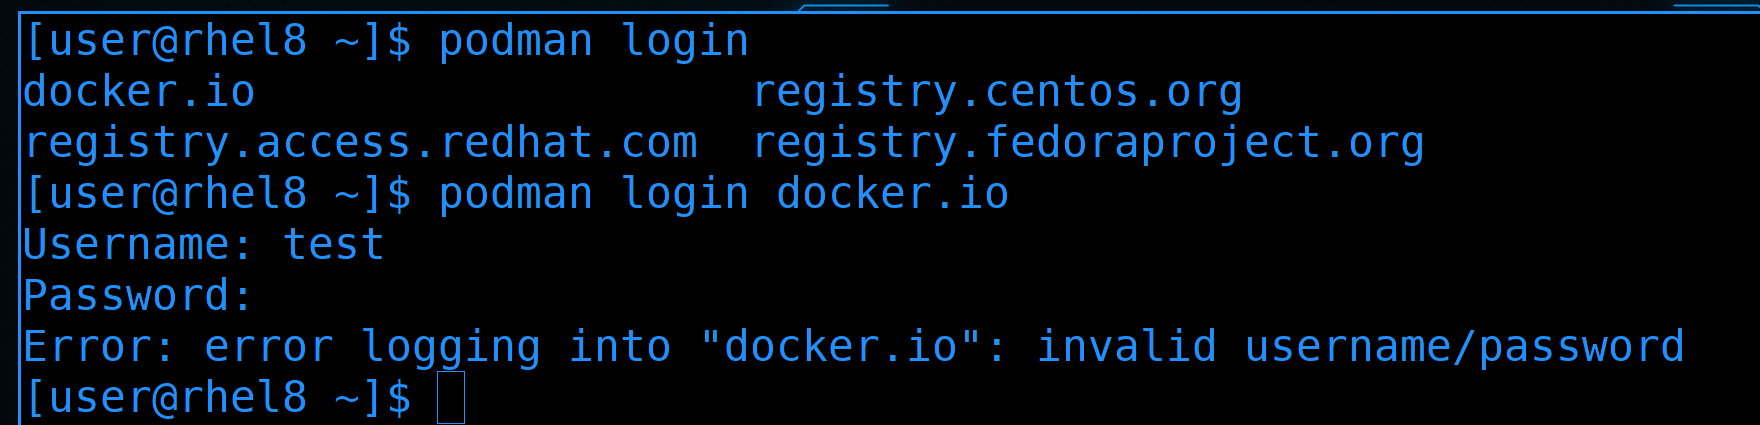 [user@rhel8 ~]$ podman login
docker.io                    registry.centos.org
registry.access.redhat.com  registry.fedoraproject.org
[user@rhel8 ~]$ podman login docker.io
Username: test
Password:
Error: error logging into "docker.io": invalid username/password
[user@rhel8 ~]$